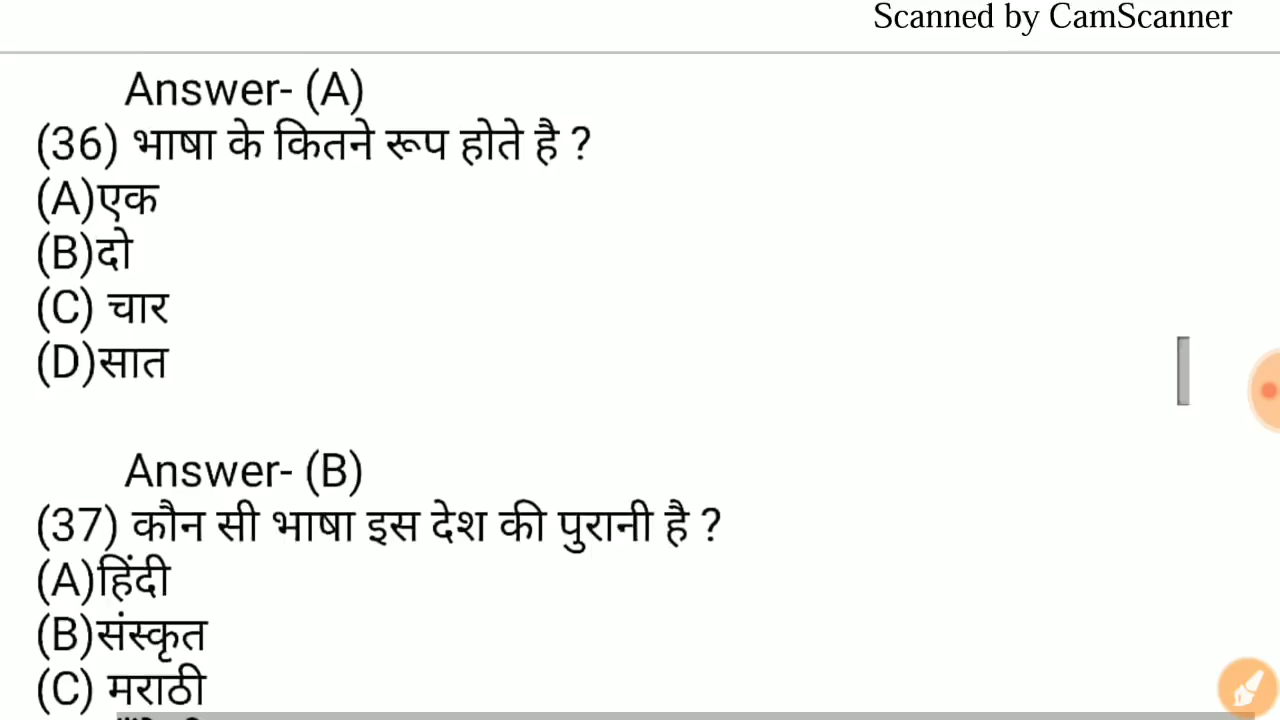 Scanned by CamScanner
Answer- (A)
(36) भाषा के कितने रूप होते है ?
(A)एक
(B)दो
(C) चार
(D)सात
Answer- (B)
(37) कौन सी भाषा इस देश की पुरानी है ?
(A)हिंदी
(B)संस्कृत
(C) मराठी